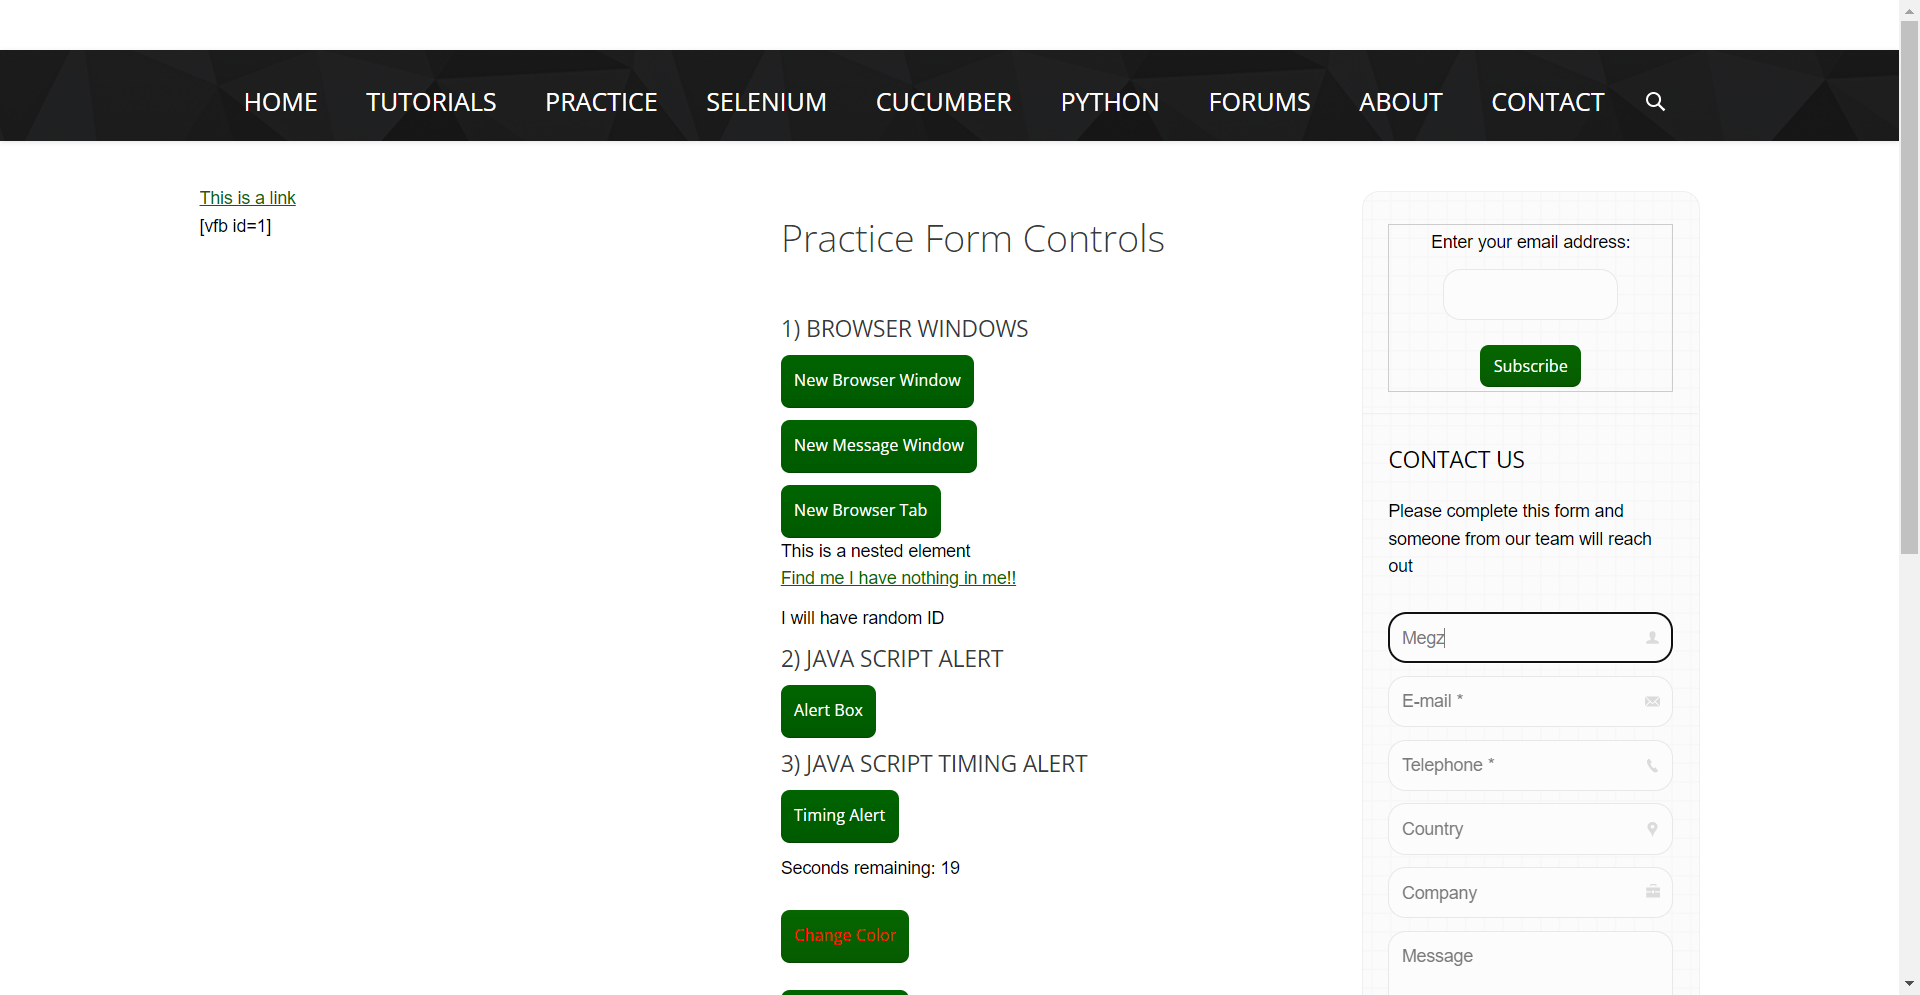 HOME TUTORIALS PRACTICE SELENIUM CUCUMBER PYTHON FORUMS ABOUT CONTACT
This is a link
[vfb id=1]
Practice Form Controls
1) BROWSER WINDOWS
New Browser Window
New Message Window
New Browser Tab
This is a nested element
Find me I have nothing in me!!
I will have random ID
2) JAVA SCRIPT ALERT
Alert Box
3) JAVA SCRIPT TIMING ALERT
Timing Alert
Seconds remaining: 19
Change Color
Enter your email address:
Subscribe
CONTACT US
Please complete this form and
someone from our team will reach
out
Megz
E-mail *
Telephone *
Country
Company
Message